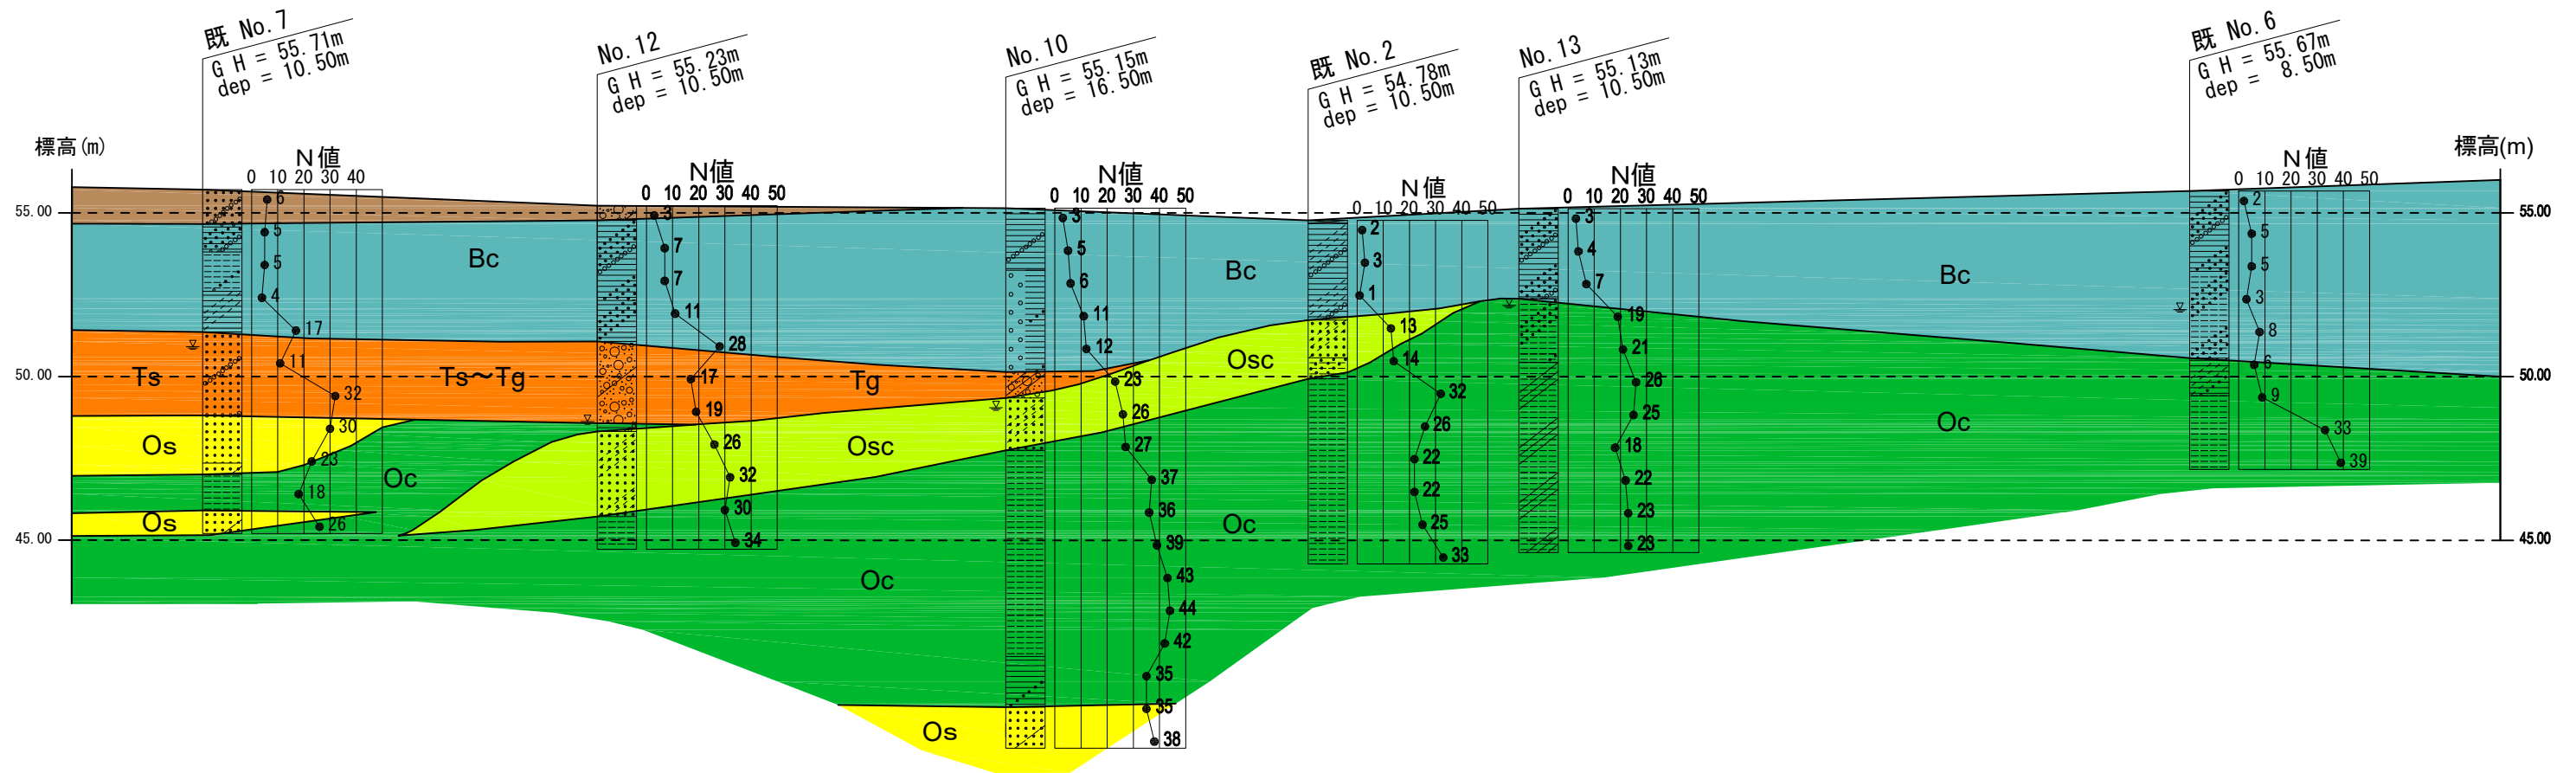 既 No.7
G H = 55.71m
dep = 10.50m
No.12
G H = 55.23m
dep = 10.50m
No.10
G H = 55.15m
dep = 16.50m
既 No.2
G H = 54.78m
dep = 10.50m
No.13
G H = 55.13m
dep = 10.50m
既 No.6
G H = 55.67m
dep = 8.50m
標高(m)
55.00
50.00
45.00
N値
0 10 20 30 40
6
5
5
4
17
11
32
30
23
18
26
N値
0 10 20 30 40 50
3
7
7
11
28
17
19
26
32
30
34
N値
0 10 20 30 40 50
3
5
6
11
12
23
26
27
37
36
39
43
44
42
35
35
38
N値
0 10 20 30 40 50
2
3
1
13
14
32
26
22
22
25
33
N値
0 10 20 30 40 50
3
4
7
19
21
26
25
18
22
23
23
N値
0 10 20 30 40 50
2
5
5
3
8
6
9
33
39
標高(m)
55.00
50.00
45.00
Bc
Bc
Bc
Ts
Ts～Tg
Tg
Osc
Os
Oc
Osc
Oc
Os
Oc
Oc
Os